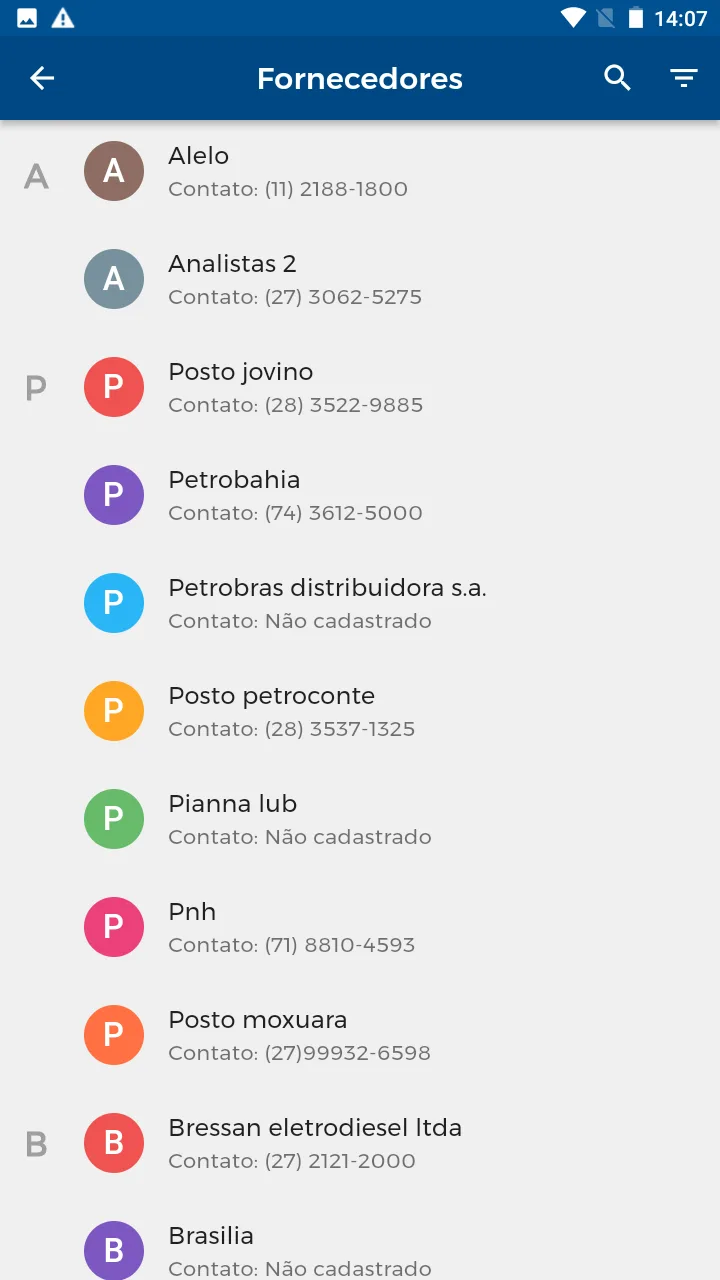 14:07
Fornecedores
A
A
Alelo
Contato: (11) 2188-1800
A
Analistas 2
Contato: (27) 3062-5275
P
P
Posto jovino
Contato: (28) 3522-9885
P
Petrobahia
Contato: (74) 3612-5000
P
Petrobras distribuidora s.a.
Contato: Não cadastrado
P
Posto petroconte
Contato: (28) 3537-1325
P
Pianna lub
Contato: Não cadastrado
P
Pnh
Contato: (71) 8810-4593
P
Posto moxuara
Contato: (27)99932-6598
B
B
Bressan eletrodiesel ltda
Contato: (27) 2121-2000
B
Brasilia
Contato: Não cadastrado